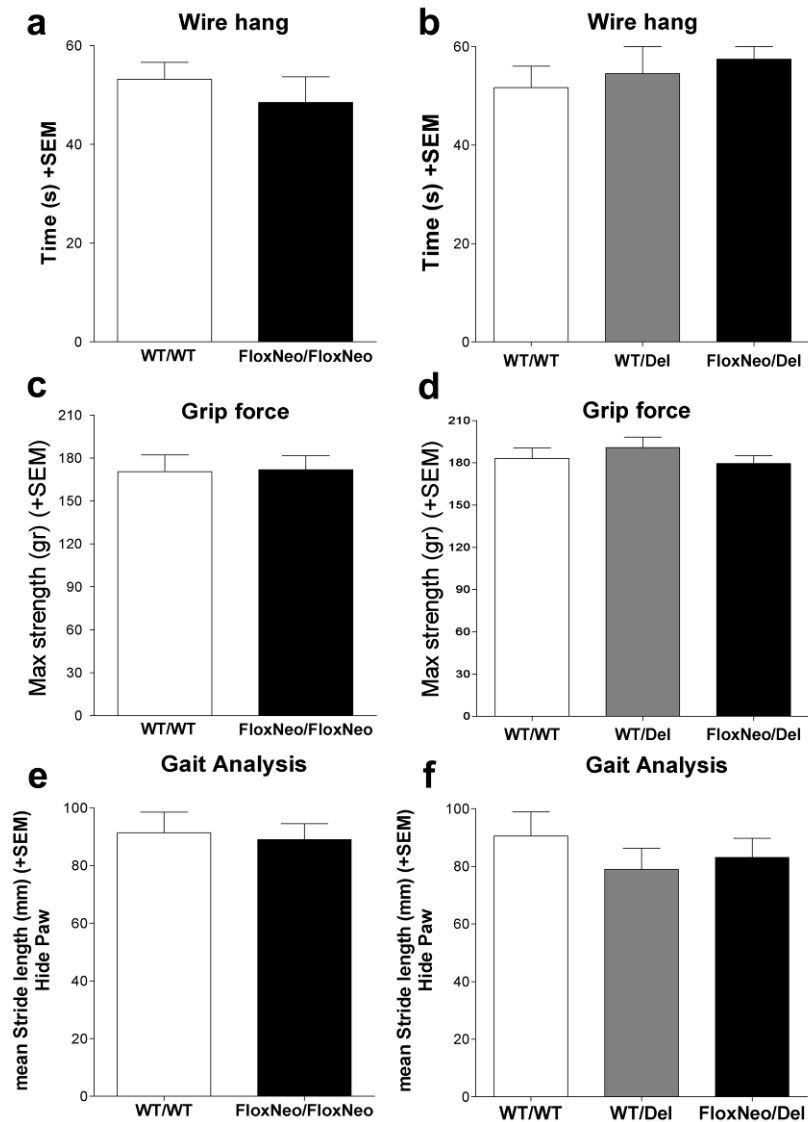 a
Wire hang
Time (s) +SEM
60
40
20
0
WT/WT
FloxNeo/FloxNeo
b
Wire hang
Time (s) +SEM
60
40
20
0
WT/WT
WT/Del
FloxNeo/Del
c
Grip force
Max strength (gr) (+SEM)
210
180
150
120
90
60
30
0
WT/WT
FloxNeo/FloxNeo
d
Grip force
Max strength (gr) (+SEM)
210
180
150
120
90
60
30
0
WT/WT
WT/Del
FloxNeo/Del
e
Gait Analysis
mean Stride length (mm) (+SEM)
Hide Paw
100
80
60
40
20
0
WT/WT
FloxNeo/FloxNeo
f
Gait Analysis
mean Stride length (mm) (+SEM)
Hide Paw
100
80
60
40
20
0
WT/WT
WT/Del
FloxNeo/Del